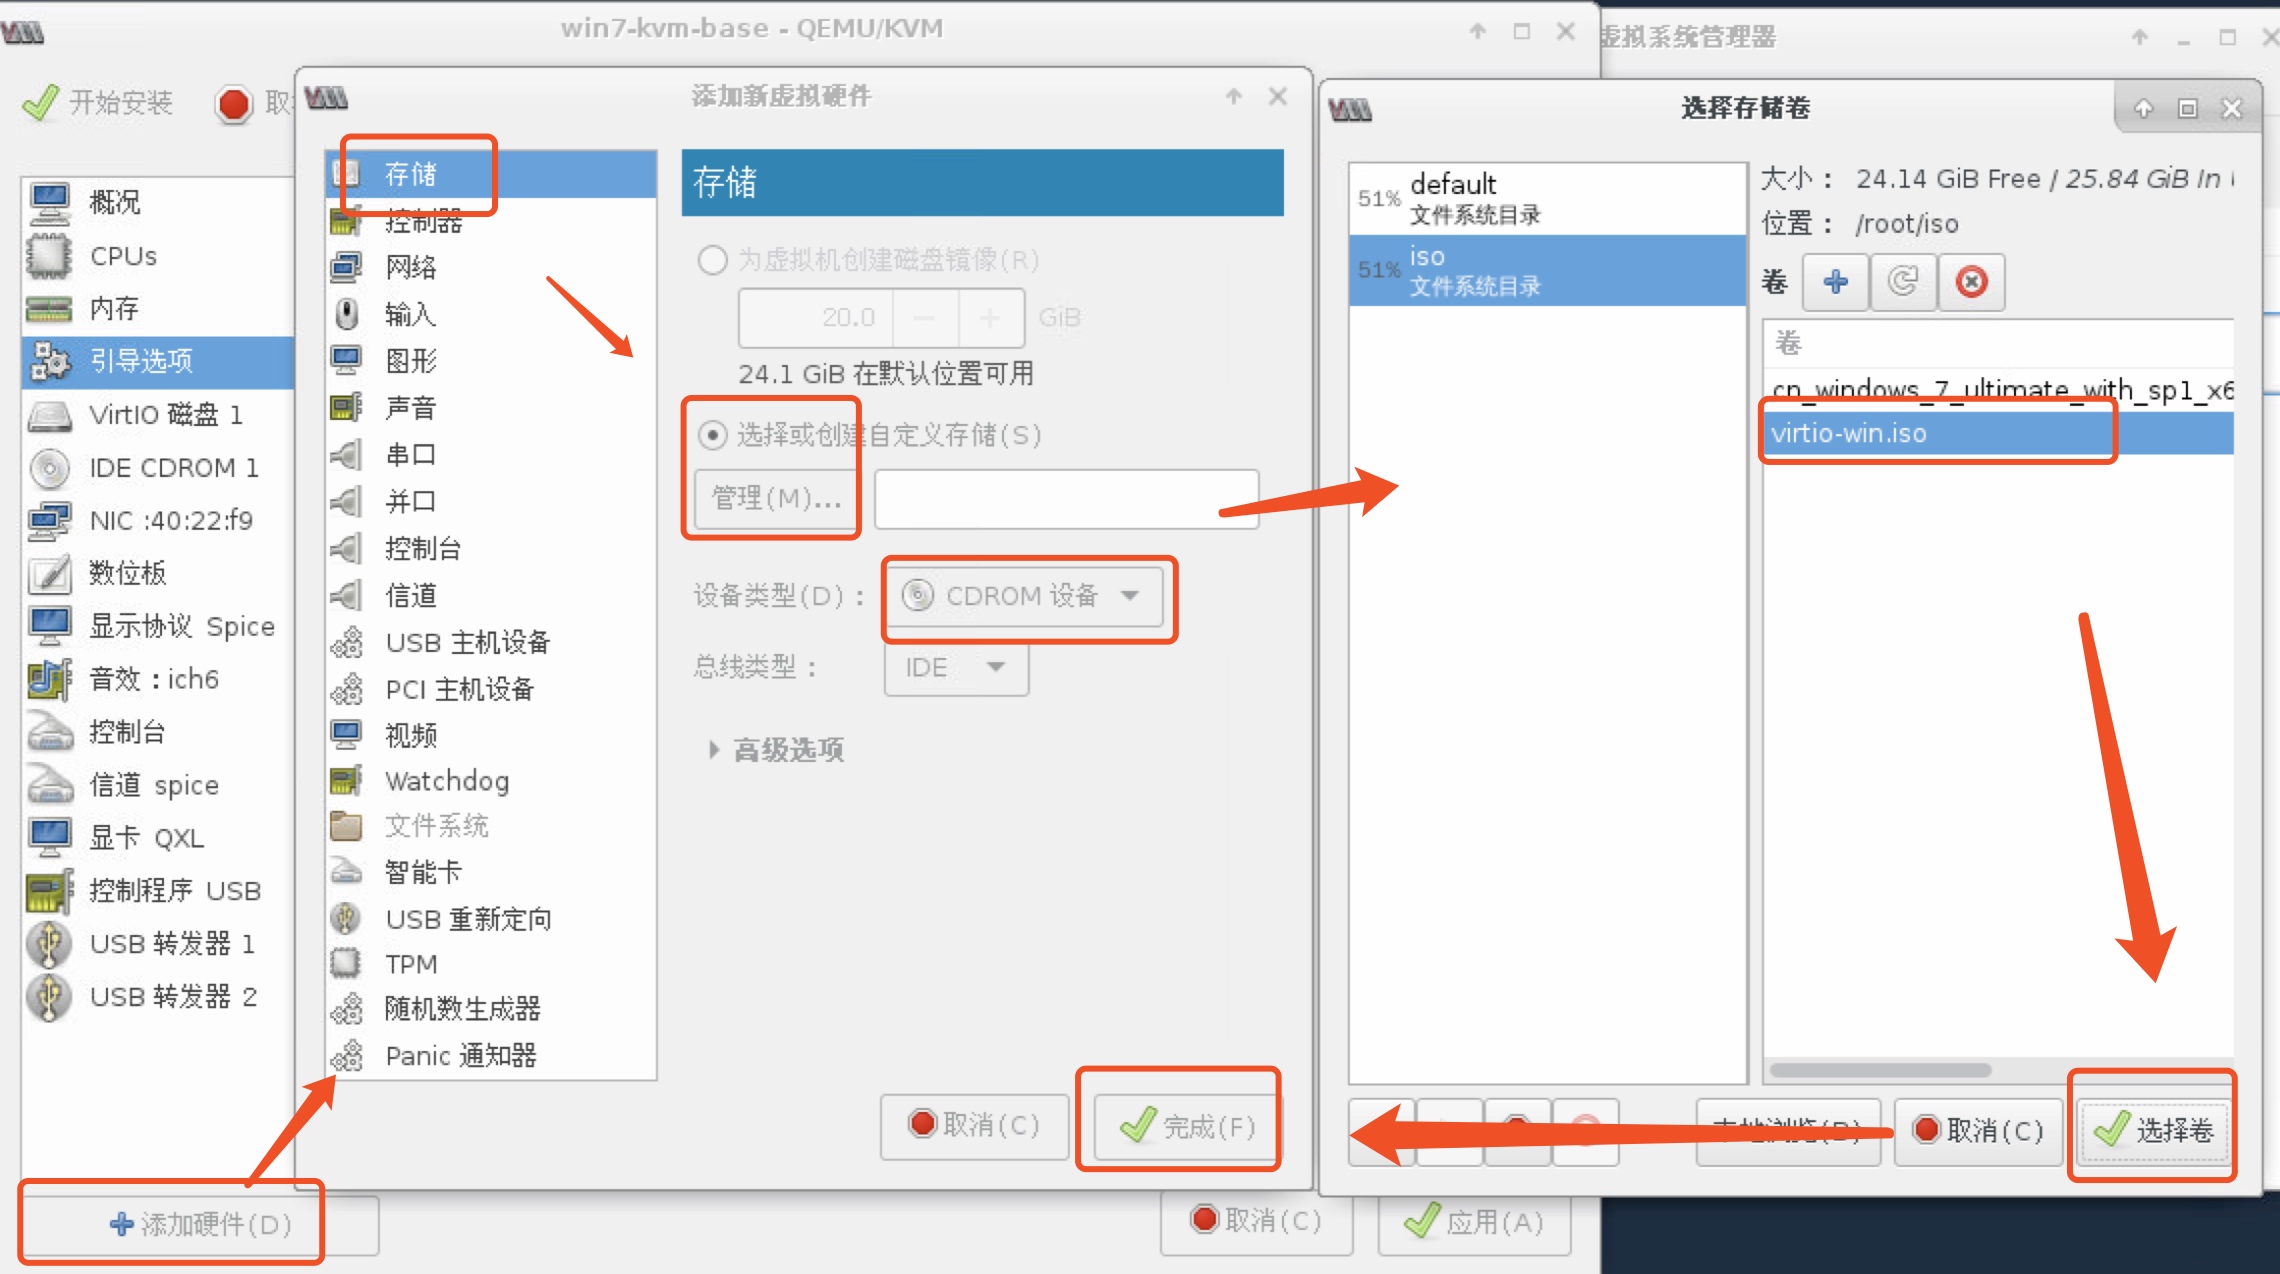 win7-kvm-base - QEMU/KVM
虚拟系统管理器
开始安装
取
概况
CPUs
内存
引导选项
VirtIO 磁盘 1
IDE CDROM 1
NIC :40:22:f9
数位板
显示协议 Spice
音效：ich6
控制台
信道 spice
显卡 QXL
控制程序 USB
USB 转发器 1
USB 转发器 2
添加硬件(D)
取消(C)
应用(A)
添加新虚拟硬件
存储
控制器
网络
输入
图形
声音
串口
并口
控制台
信道
USB 主机设备
PCI 主机设备
视频
Watchdog
文件系统
智能卡
USB 重新定向
TPM
随机数生成器
Panic 通知器
存储
为虚拟机创建磁盘镜像(R)
20.0 − + GiB
24.1 GiB 在默认位置可用
选择或创建自定义存储(S)
管理(M)...
设备类型(D)： CDROM 设备
总线类型： IDE
高级选项
取消(C)
完成(F)
选择存储卷
51% default
文件系统目录
51% iso
文件系统目录
大小： 24.14 GiB Free / 25.84 GiB In
位置： /root/iso
卷
卷
cn_windows_7_ultimate_with_sp1_x6
virtio-win.iso
本地浏览(B)
取消(C)
选择卷